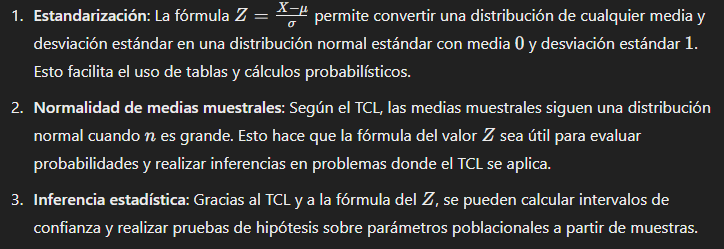 1. Estandarización: La fórmula Z = \frac{X-μ}{σ} permite convertir una distribución de cualquier media y
desviación estándar en una distribución normal estándar con media 0 y desviación estándar 1.
Esto facilita el uso de tablas y cálculos probabilísticos.
2. Normalidad de medias muestrales: Según el TCL, las medias muestrales siguen una distribución
normal cuando n es grande. Esto hace que la fórmula del valor Z sea útil para evaluar
probabilidades y realizar inferencias en problemas donde el TCL se aplica.
3. Inferencia estadística: Gracias al TCL y a la fórmula del Z, se pueden calcular intervalos de
confianza y realizar pruebas de hipótesis sobre parámetros poblacionales a partir de muestras.